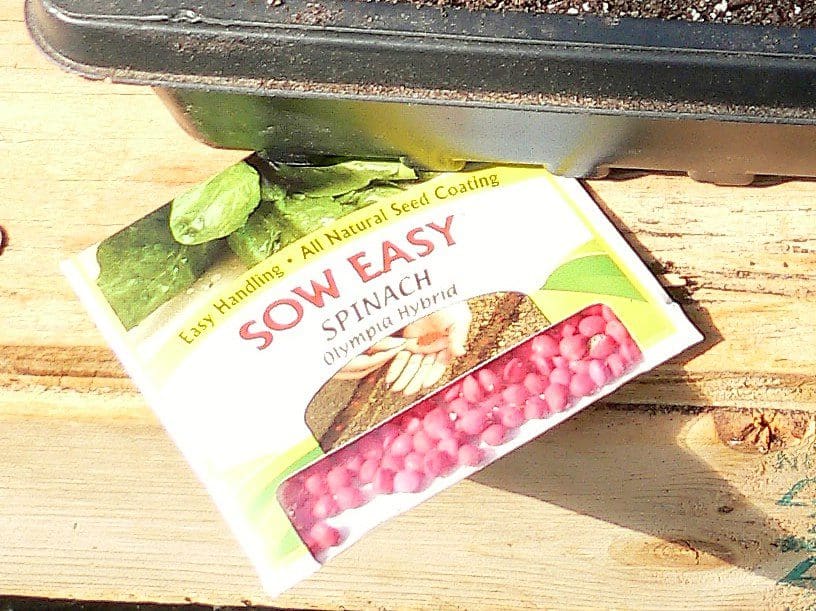 Easy Handling • All Natural Seed Coating
SOW EASY
SPINACH
Olympia Hybrid